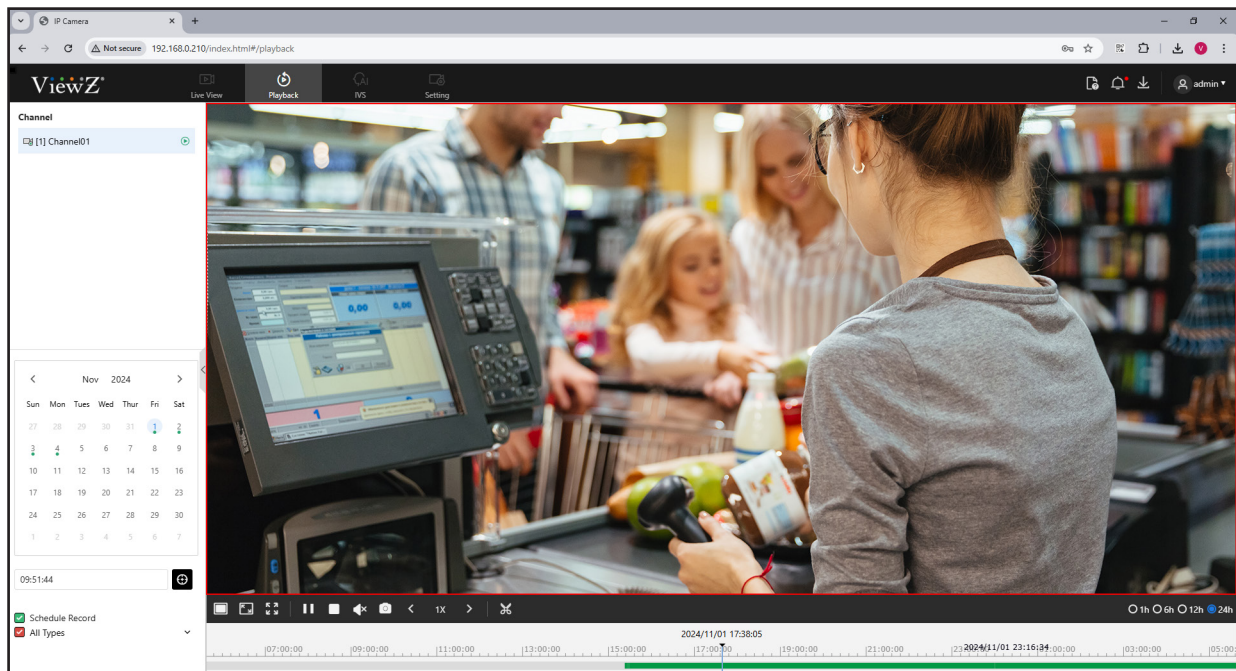 IP Camera
Not secure 192.168.0.210/index.html#/playback
V
ViewZ
Live View Playback IVS Setting
admin
Channel
[1] Channel01
Nov 2024
Sun Mon Tues Wed Thur Fri Sat
27 28 29 30 31 1 2
3 4 5 6 7 8 9
10 11 12 13 14 15 16
17 18 19 20 21 22 23
24 25 26 27 28 29 30
1 2 3 4 5 6 7
09:51:44
Schedule Record
All Types
0,00 0,00
1
1X
1h 6h 12h 24h
2024/11/01 17:38:05
2024/11/01 23:16:34
07:00:00 09:00:00 11:00:00 13:00:00 15:00:00 17:00:00 19:00:00 21:00:00 03:00:00 05:00